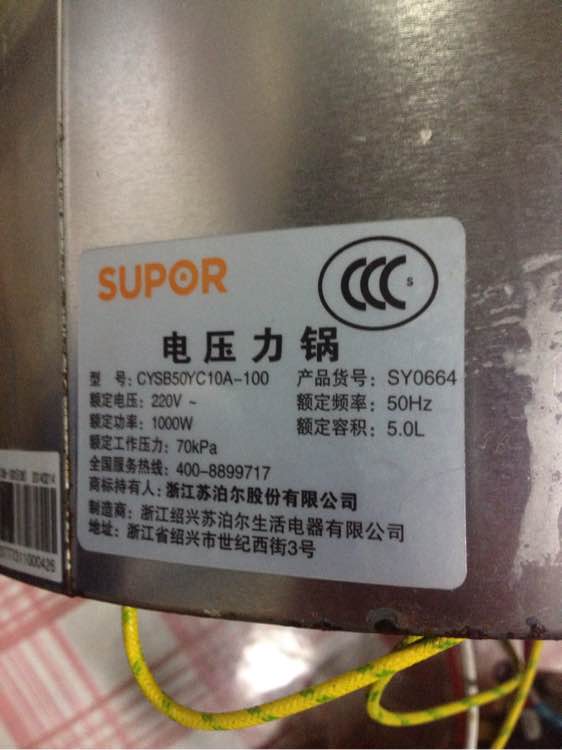 SUPOR
CCC S
电压力锅
型 号：CYSB50YC10A-100 产品货号：SY0664
额定电压：220V ~ 额定频率：50Hz
额定功率：1000W 额定容积：5.0L
额定工作压力：70kPa
全国服务热线：400-8899717
商标持有人：浙江苏泊尔股份有限公司
制造商：浙江绍兴苏泊尔生活电器有限公司
地址：浙江省绍兴市世纪西街3号